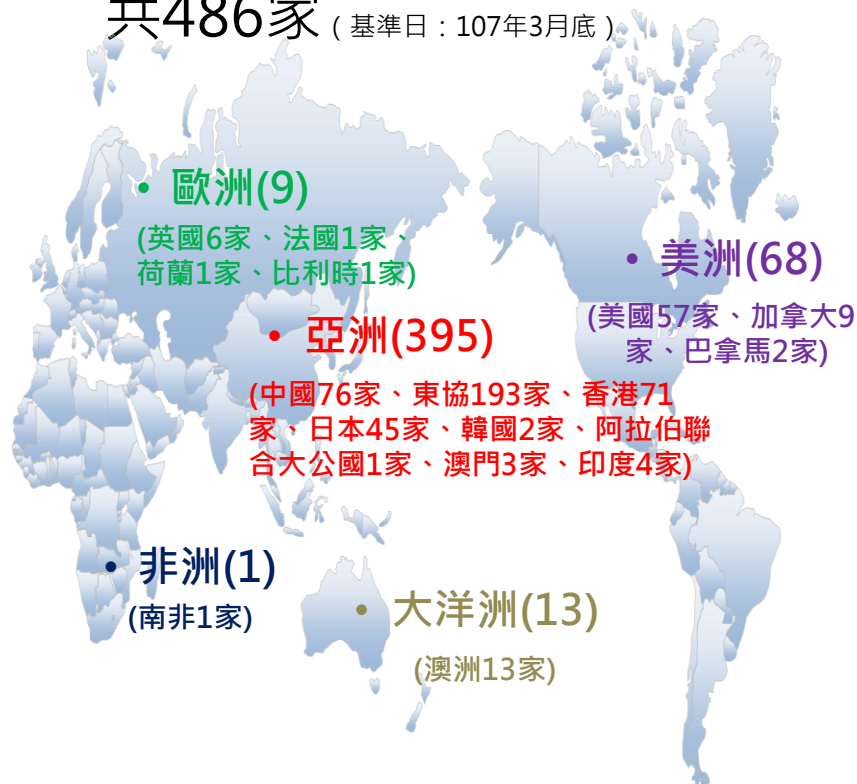 共486家（基準日：107年3月底）
• 歐洲(9)
(英國6家、法國1家、
荷蘭1家、比利時1家)
• 美洲(68)
(美國57家、加拿大9
家、巴拿馬2家)
• 亞洲(395)
(中國76家、東協193家、香港71
家、日本45家、韓國2家、阿拉伯聯
合大公國1家、澳門3家、印度4家)
• 非洲(1)
(南非1家)
• 大洋洲(13)
(澳洲13家)